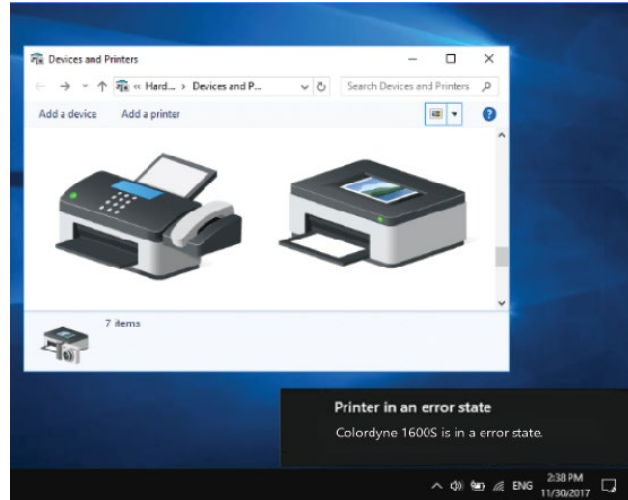 Devices and Printers
« Hard... › Devices and P...
Search Devices and Printers
Add a device Add a printer
7 items
Printer in an error state
Colordyne 1600S is in a error state.
ENG
2:38 PM
11/30/2017